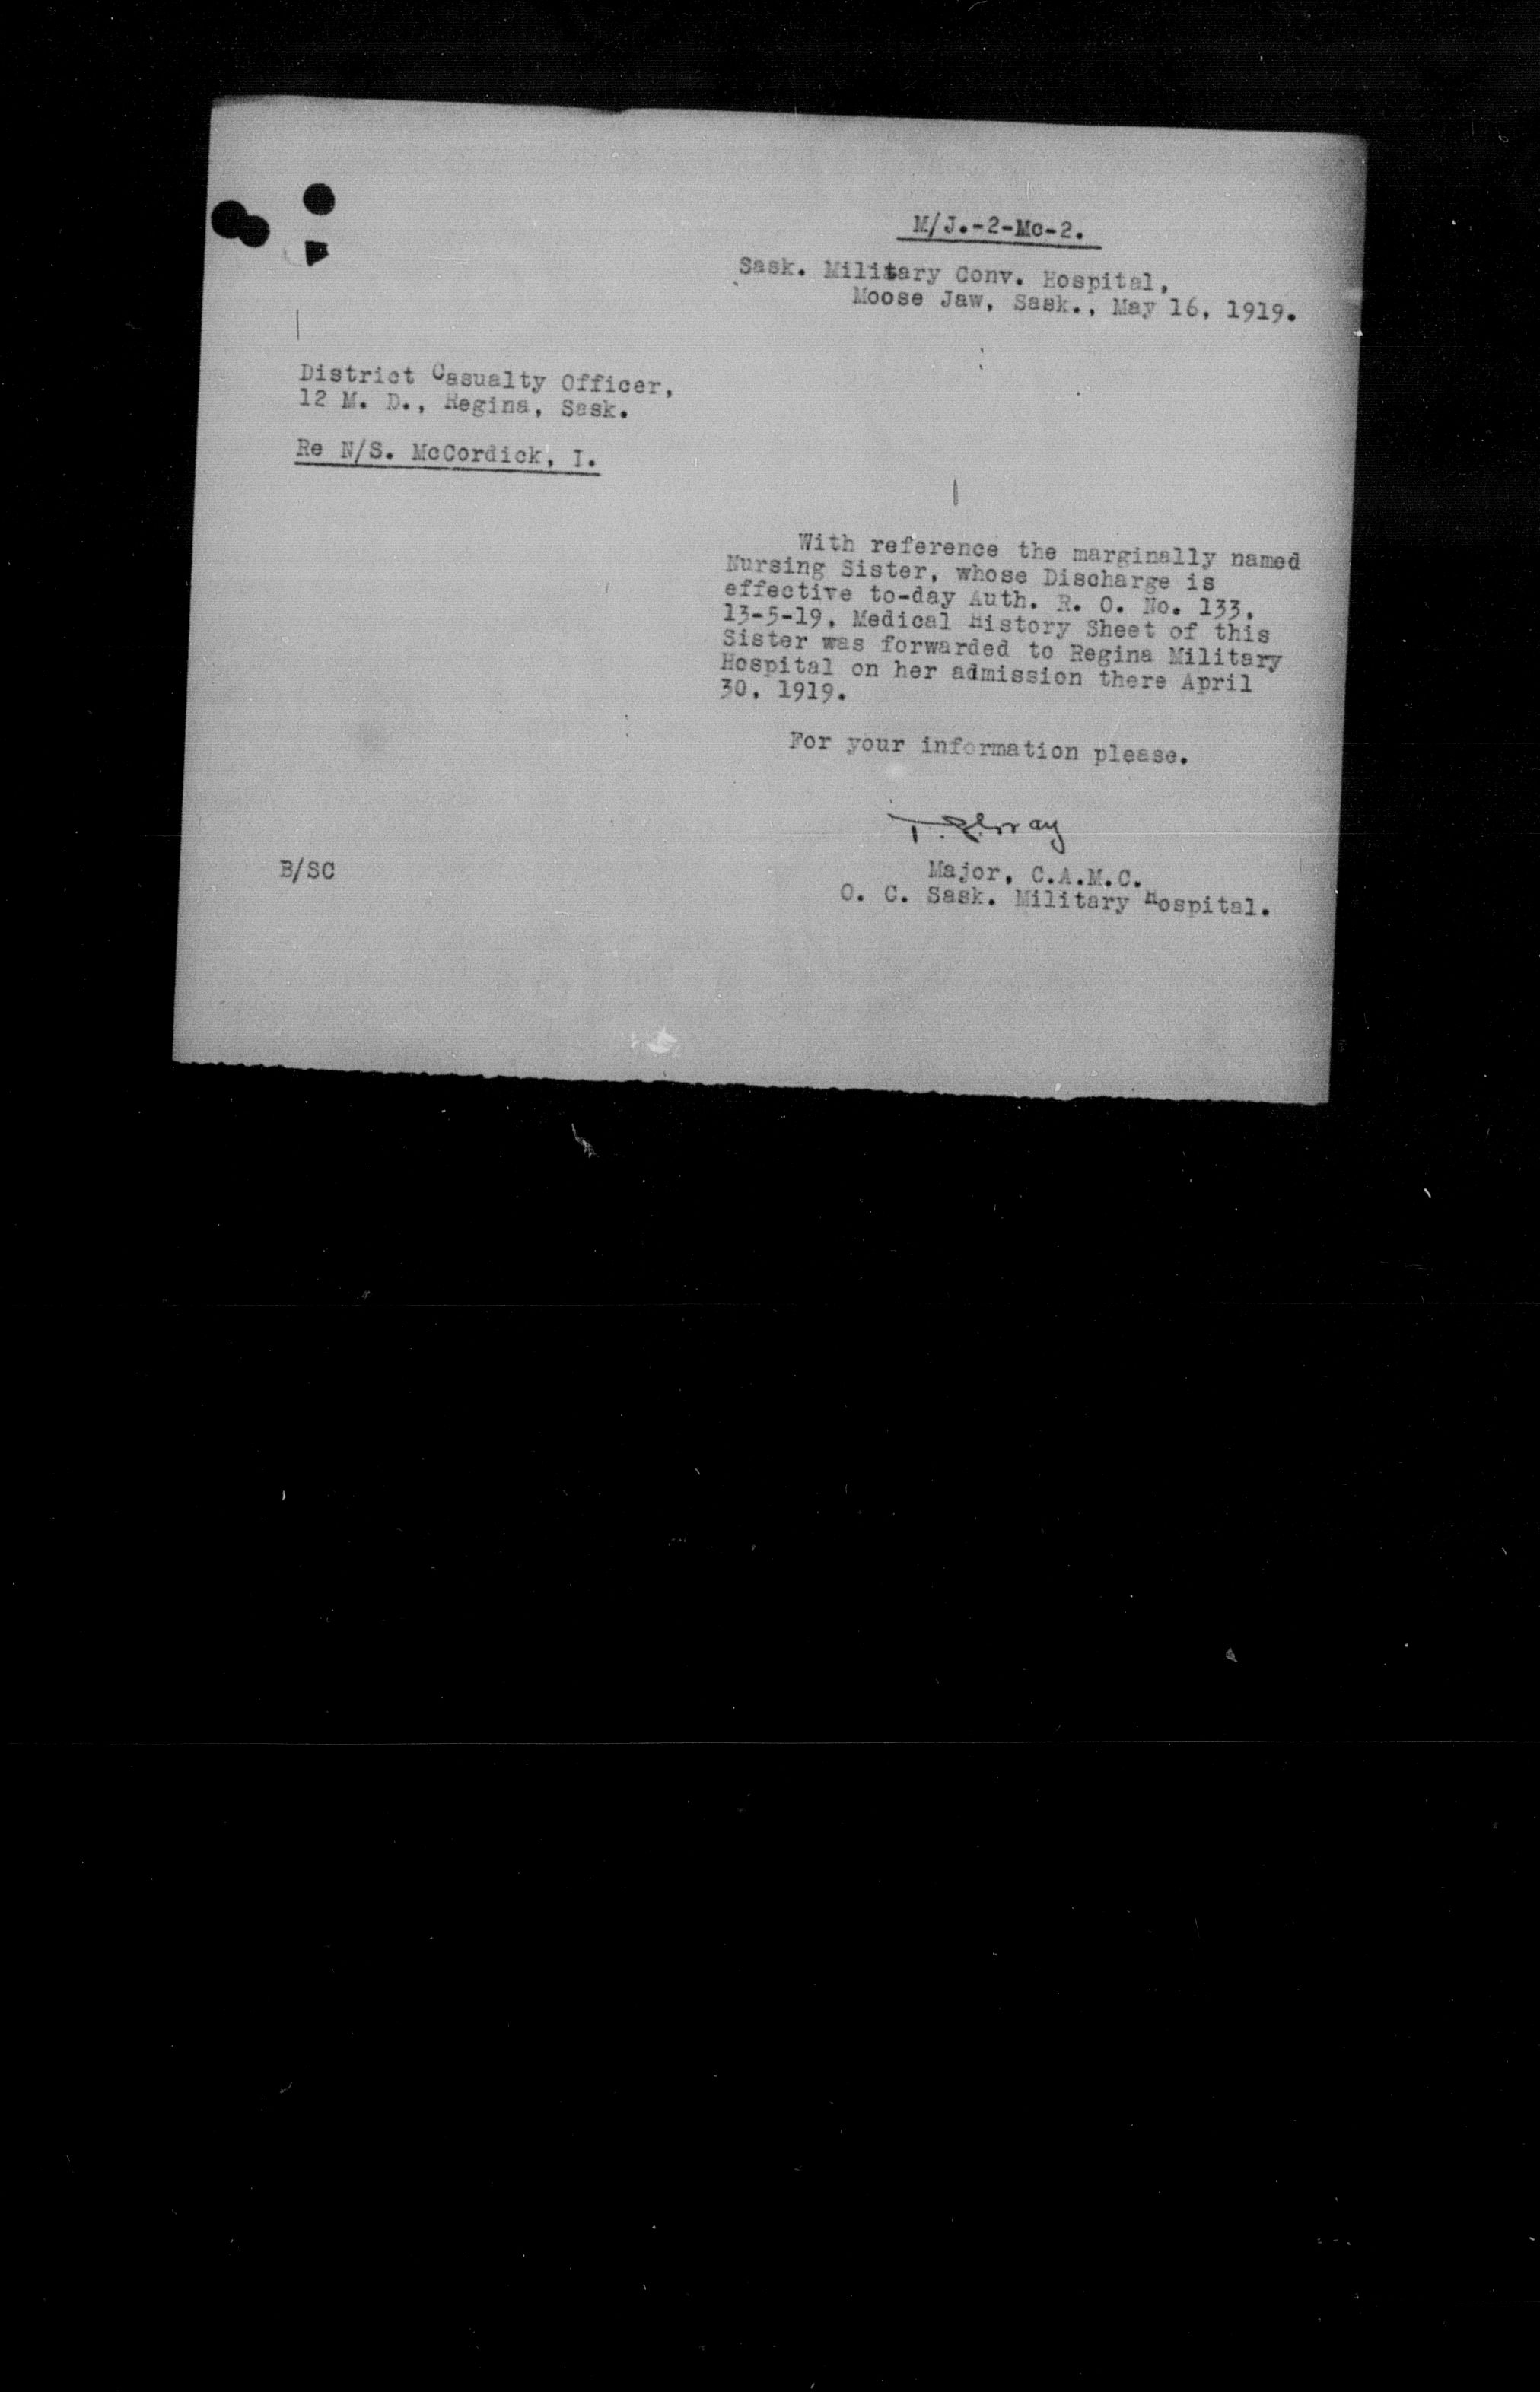 M/J.-2-Mc-2.
Sask. Military Conv. Hospital,
Moose Jaw, Sask., May 16, 1919.
District Casualty Officer,
12 M. D., Regina, Sask.
Re N/S. McCordick, I.
With reference the marginally named
Nursing Sister, whose Discharge is
effective to-day Auth. R. O. No. 133,
13-5-19, Medical History Sheet of this
Sister was forwarded to Regina Military
Hospital on her admission there April
30, 1919.
For your information please.
B/SC
Major, C.A.M.C.
O. C. Sask. Military Hospital.